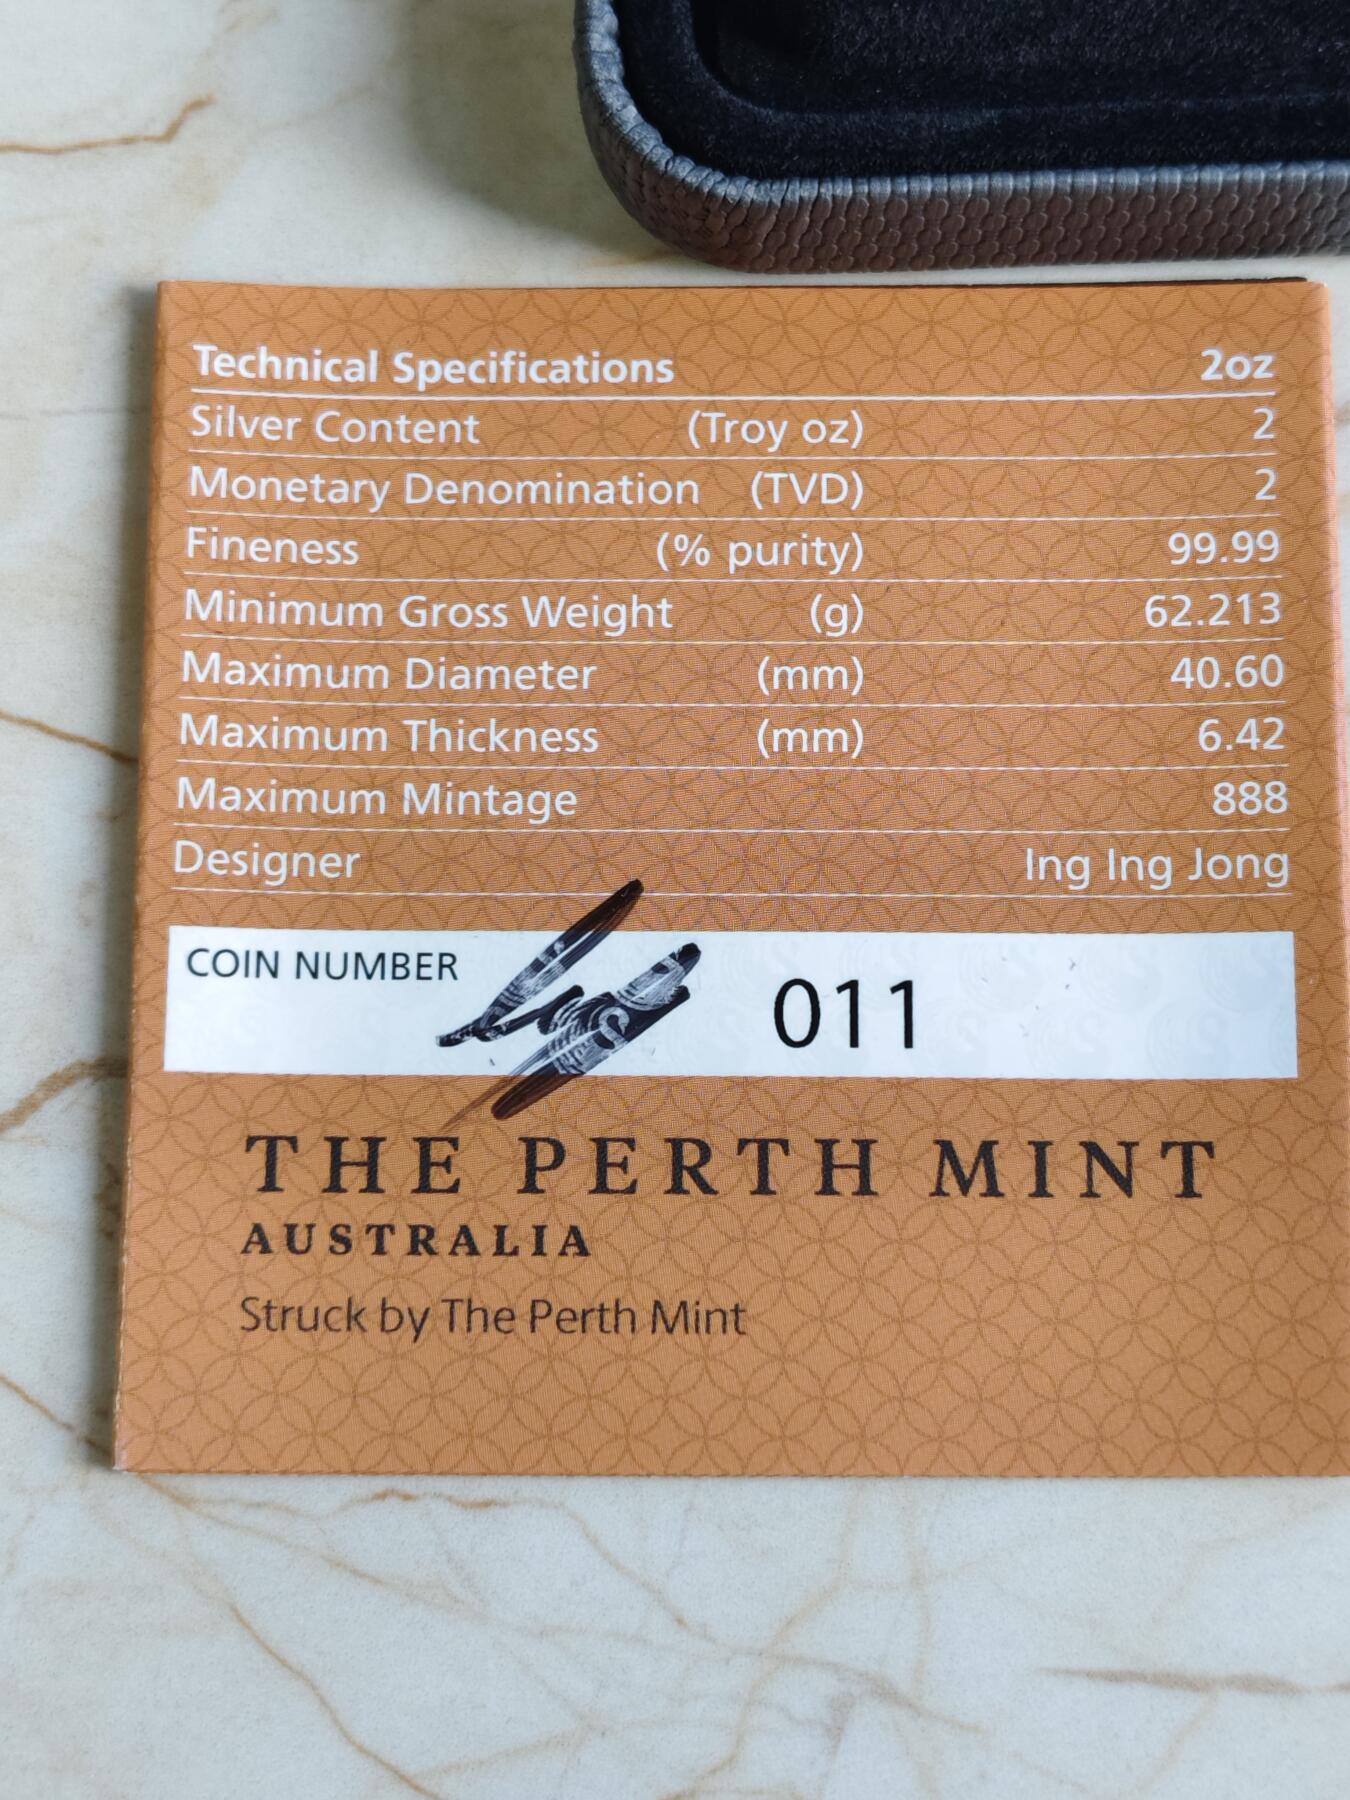 Technical Specifications 2oz
Silver Content (Troy oz) 2
Monetary Denomination (TVD) 2
Fineness (% purity) 99.99
Minimum Gross Weight (g) 62.213
Maximum Diameter (mm) 40.60
Maximum Thickness (mm) 6.42
Maximum Mintage 888
Designer Ing Ing Jong
COIN NUMBER 011
THE PERTH MINT
AUSTRALIA
Struck by The Perth Mint